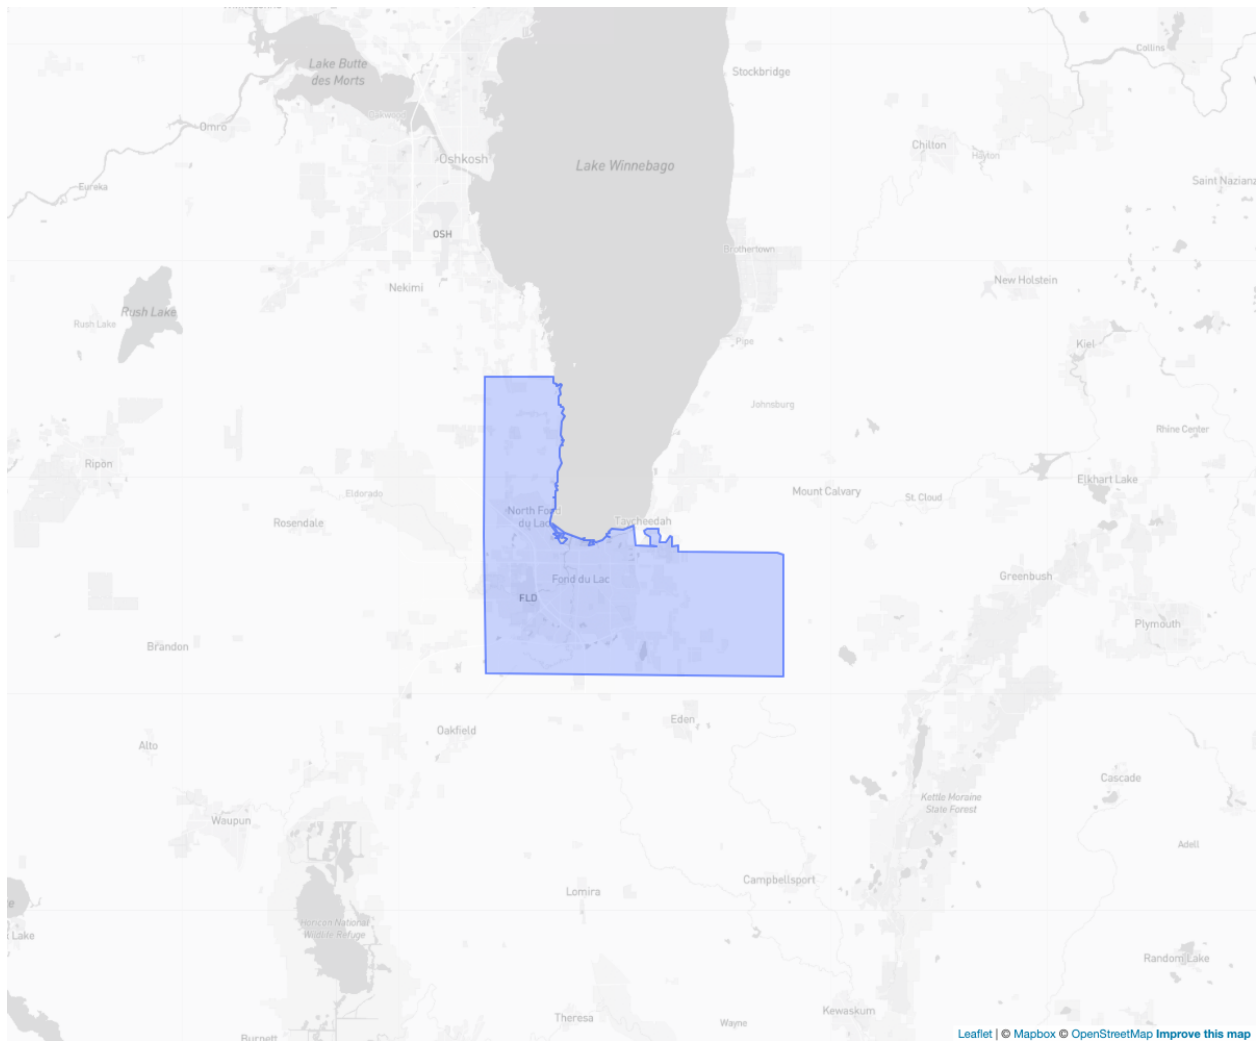 Collins
Lake Butte
des Morts
Stockbridge
Oakwood
Omro
Chilton
Hayton
Oshkosh
Lake Winnebago
Eureka
Saint Nazianz
OSH
Brothertown
Nekimi
New Holstein
Rush Lake
Rush Lake
Pipe
Kiel
Johnsburg
Rhine Center
Ripon
Elkhart Lake
Eldorado
Mount Calvary
St. Cloud
North Fond
du Lac
Taycheedah
Rosendale
Fond du Lac
Greenbush
FLD
Plymouth
Brandon
Eden
Oakfield
Alto
Cascade
Kettle Moraine
State Forest
Waupun
Adell
Campbellsport
Lomira
Horicon National
Wildlife Refuge
Lake
Random Lake
Theresa
Wayne
Kewaskum
Burnett
Leaflet | © Mapbox © OpenStreetMap Improve this map